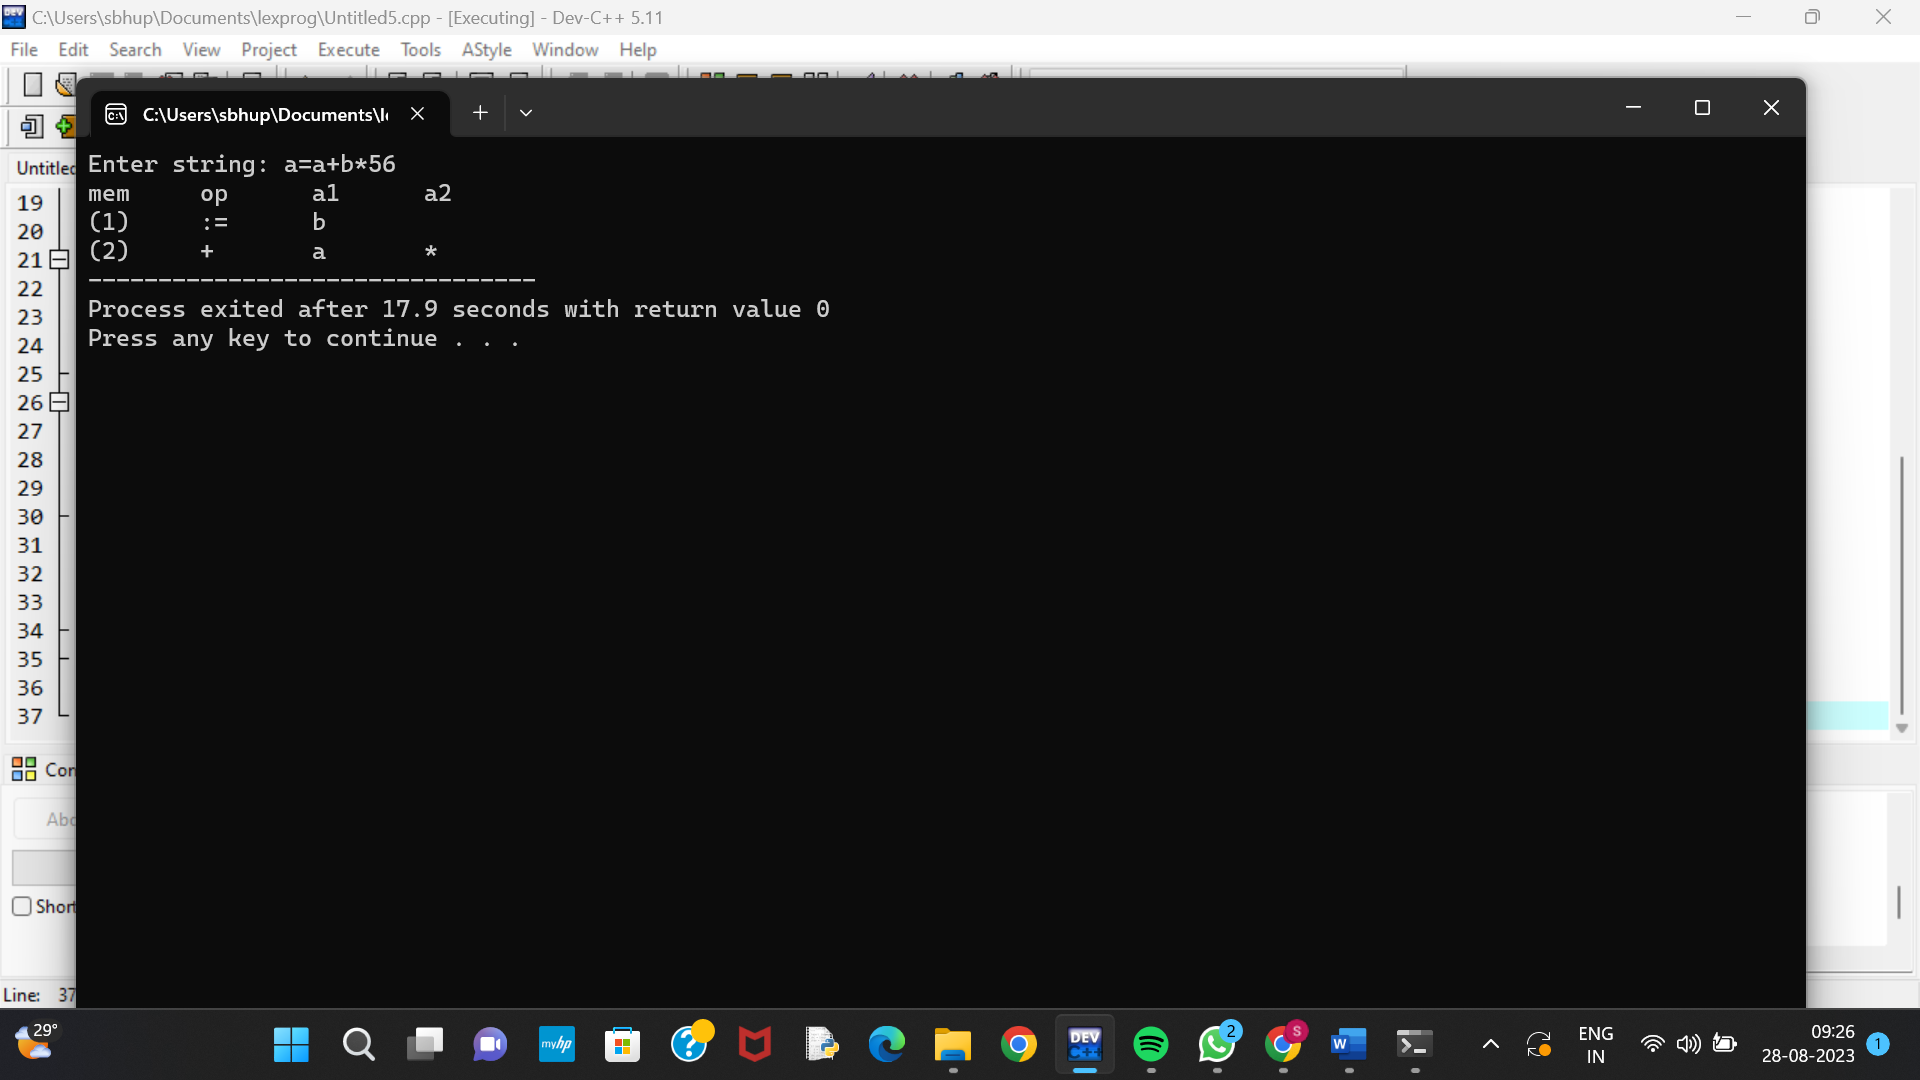 C:\Users\sbhup\Documents\lexprog\Untitled5.cpp - [Executing] - Dev-C++ 5.11
File Edit Search View Project Execute Tools AStyle Window Help
C:\Users\sbhup\Documents\l
Enter string: a=a+b*56
mem op a1 a2
(1) := b
(2) + a *
--------------------------------
Process exited after 17.9 seconds with return value 0
Press any key to continue . . .
19
20
21
22
23
24
25
26
27
28
29
30
31
32
33
34
35
36
37
Short
Line: 37
29°
myhp
DEV C++
2
S
W
ENG
IN
09:26
28-08-2023
1